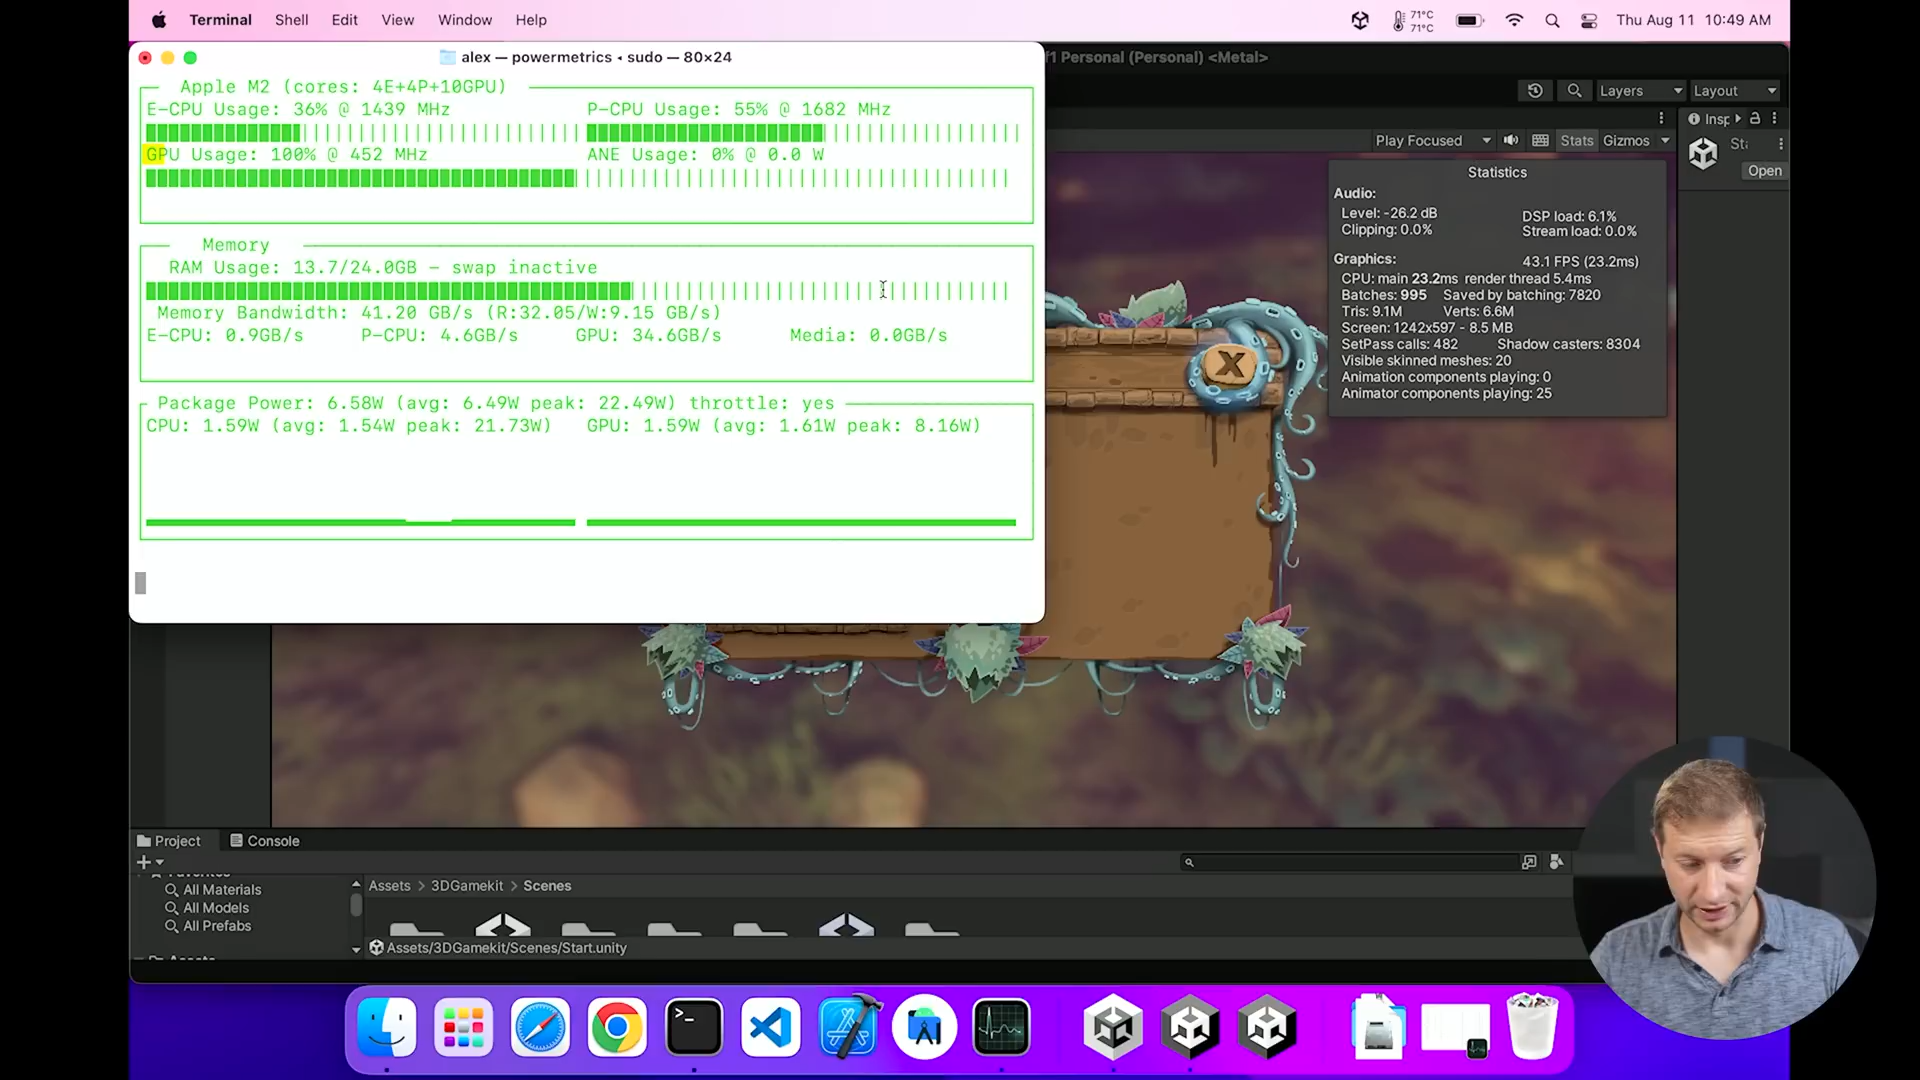 Terminal Shell Edit View Window Help 71°C 71°C Thu Aug 11 10:49 AM
alex — powermetrics ◂ sudo — 80×24
f1 Personal (Personal) <Metal>
Layers Layout
Play Focused Stats Gizmos
Insp
Open
Apple M2 (cores: 4E+4P+10GPU)
E-CPU Usage: 36% @ 1439 MHz P-CPU Usage: 55% @ 1682 MHz
GPU Usage: 100% @ 452 MHz ANE Usage: 0% @ 0.0 W
Memory
RAM Usage: 13.7/24.0GB - swap inactive
Memory Bandwidth: 41.20 GB/s (R:32.05/W:9.15 GB/s)
E-CPU: 0.9GB/s P-CPU: 4.6GB/s GPU: 34.6GB/s Media: 0.0GB/s
Package Power: 6.58W (avg: 6.49W peak: 22.49W) throttle: yes
CPU: 1.59W (avg: 1.54W peak: 21.73W) GPU: 1.59W (avg: 1.61W peak: 8.16W)
Statistics
Audio:
Level: -26.2 dB DSP load: 6.1%
Clipping: 0.0% Stream load: 0.0%
Graphics: 43.1 FPS (23.2ms)
CPU: main 23.2ms render thread 5.4ms
Batches: 995 Saved by batching: 7820
Tris: 9.1M Verts: 6.6M
Screen: 1242x597 - 8.5 MB
SetPass calls: 482 Shadow casters: 8304
Visible skinned meshes: 20
Animation components playing: 0
Animator components playing: 25
X
Project Console
Favorites
All Materials
All Models
All Prefabs
Assets
Assets > 3DGamekit > Scenes
Assets/3DGamekit/Scenes/Start.unity